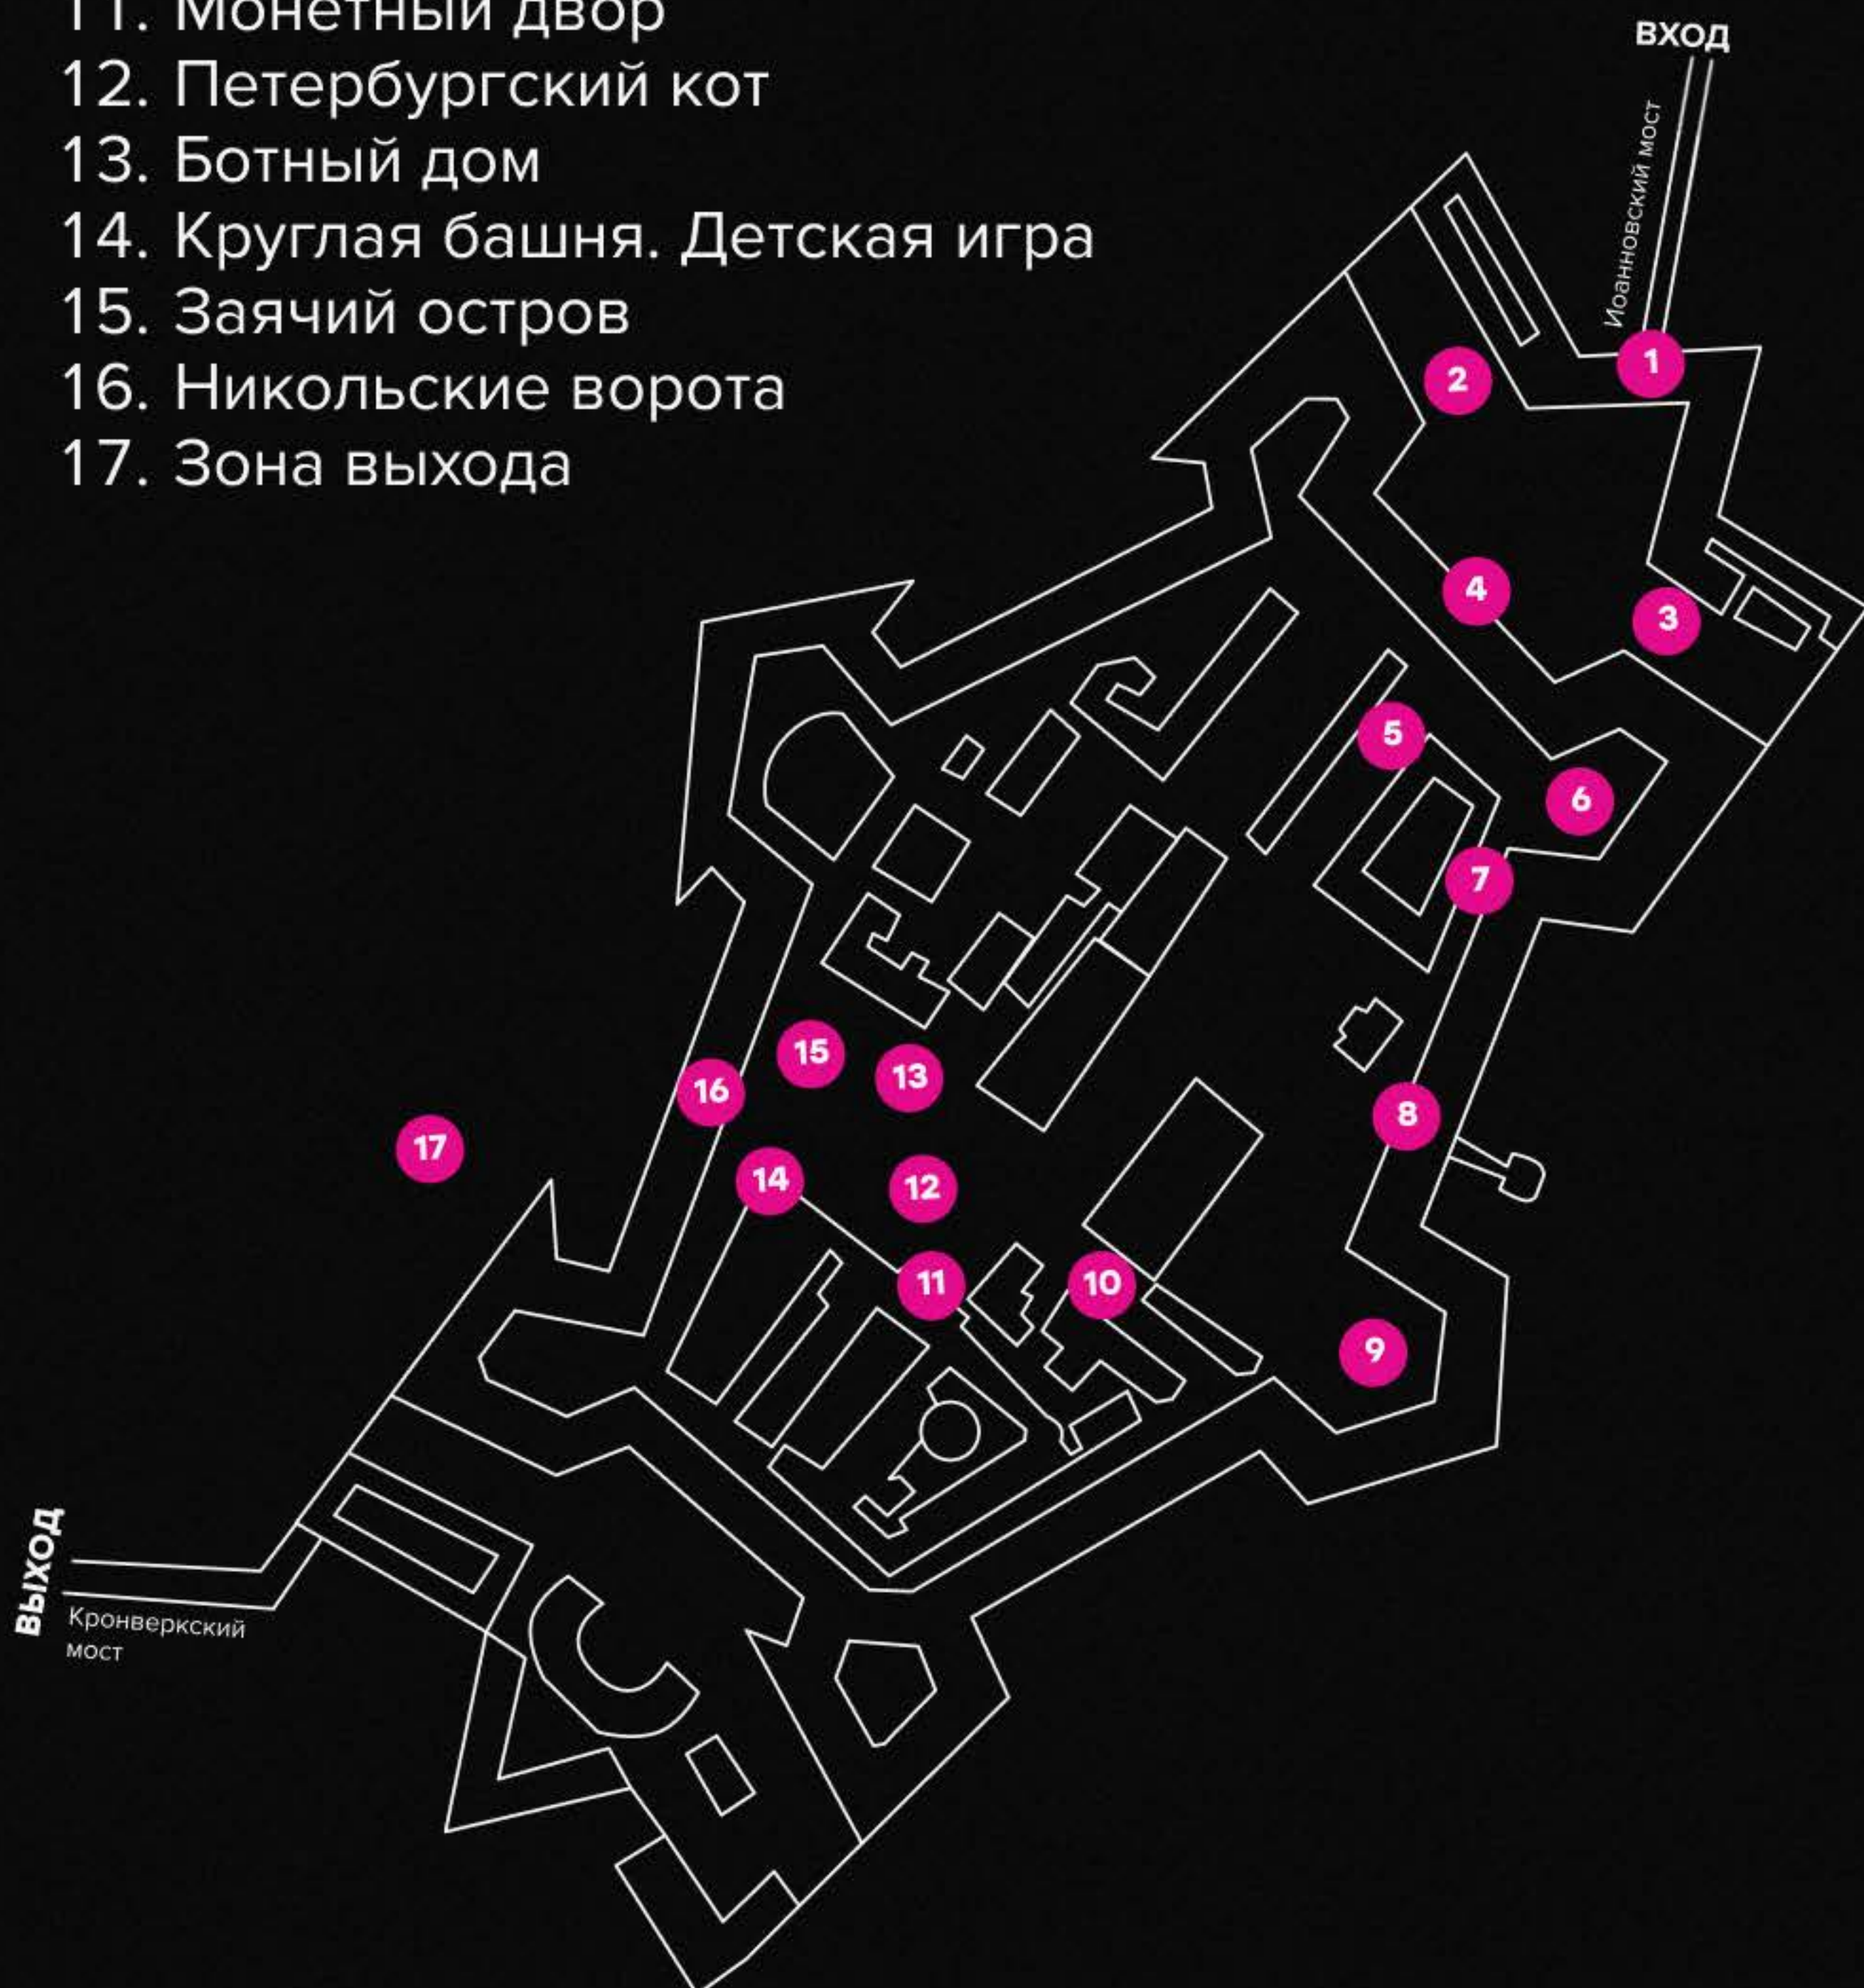 11. Монетный двор
12. Петербургский кот
13. Ботный дом
14. Круглая башня. Детская игра
15. Заячий остров
16. Никольские ворота
17. Зона выхода
ВХОД
Иоанновский мост
1
2
4
3
5
6
7
15
13
16
8
17
14
12
11
10
9
ВЫХОД
Кронверкский
мост